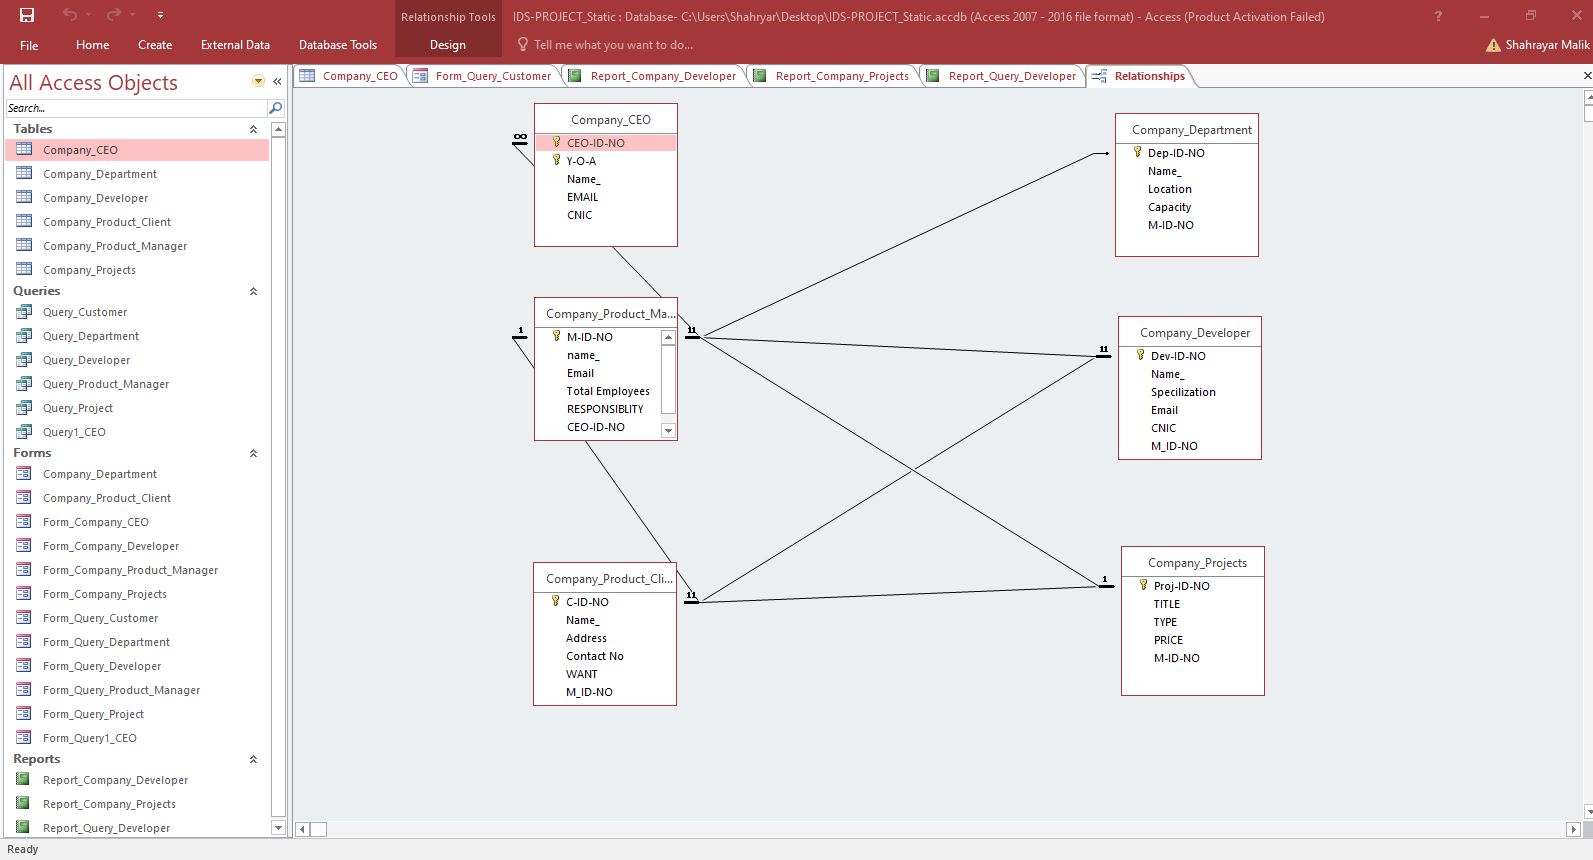 Relationship Tools
IDS-PROJECT_Static : Database- C:\Users\Shahryar\Desktop\IDS-PROJECT_Static.accdb (Access 2007 - 2016 file format) - Access (Product Activation Failed)
?
File Home Create External Data Database Tools Design Tell me what you want to do... Shahrayar Malik
All Access Objects
Search...
Tables
Company_CEO
Company_Department
Company_Developer
Company_Product_Client
Company_Product_Manager
Company_Projects
Queries
Query_Customer
Query_Department
Query_Developer
Query_Product_Manager
Query_Project
Query1_CEO
Forms
Company_Department
Company_Product_Client
Form_Company_CEO
Form_Company_Developer
Form_Company_Product_Manager
Form_Company_Projects
Form_Query_Customer
Form_Query_Department
Form_Query_Developer
Form_Query_Product_Manager
Form_Query_Project
Form_Query1_CEO
Reports
Report_Company_Developer
Report_Company_Projects
Report_Query_Developer
Company_CEO Form_Query_Customer Report_Company_Developer Report_Company_Projects Report_Query_Developer Relationships
Company_CEO
∞
CEO-ID-NO
Y-O-A
Name_
EMAIL
CNIC
Company_Department
Dep-ID-NO
Name_
Location
Capacity
M-ID-NO
Company_Product_Ma...
1
11
M-ID-NO
name_
Email
Total Employees
RESPONSIBLITY
CEO-ID-NO
Company_Developer
11
Dev-ID-NO
Name_
Specilization
Email
CNIC
M_ID-NO
Company_Product_Cli...
11
C-ID-NO
Name_
Address
Contact No
WANT
M_ID-NO
Company_Projects
1
Proj-ID-NO
TITLE
TYPE
PRICE
M-ID-NO
Ready